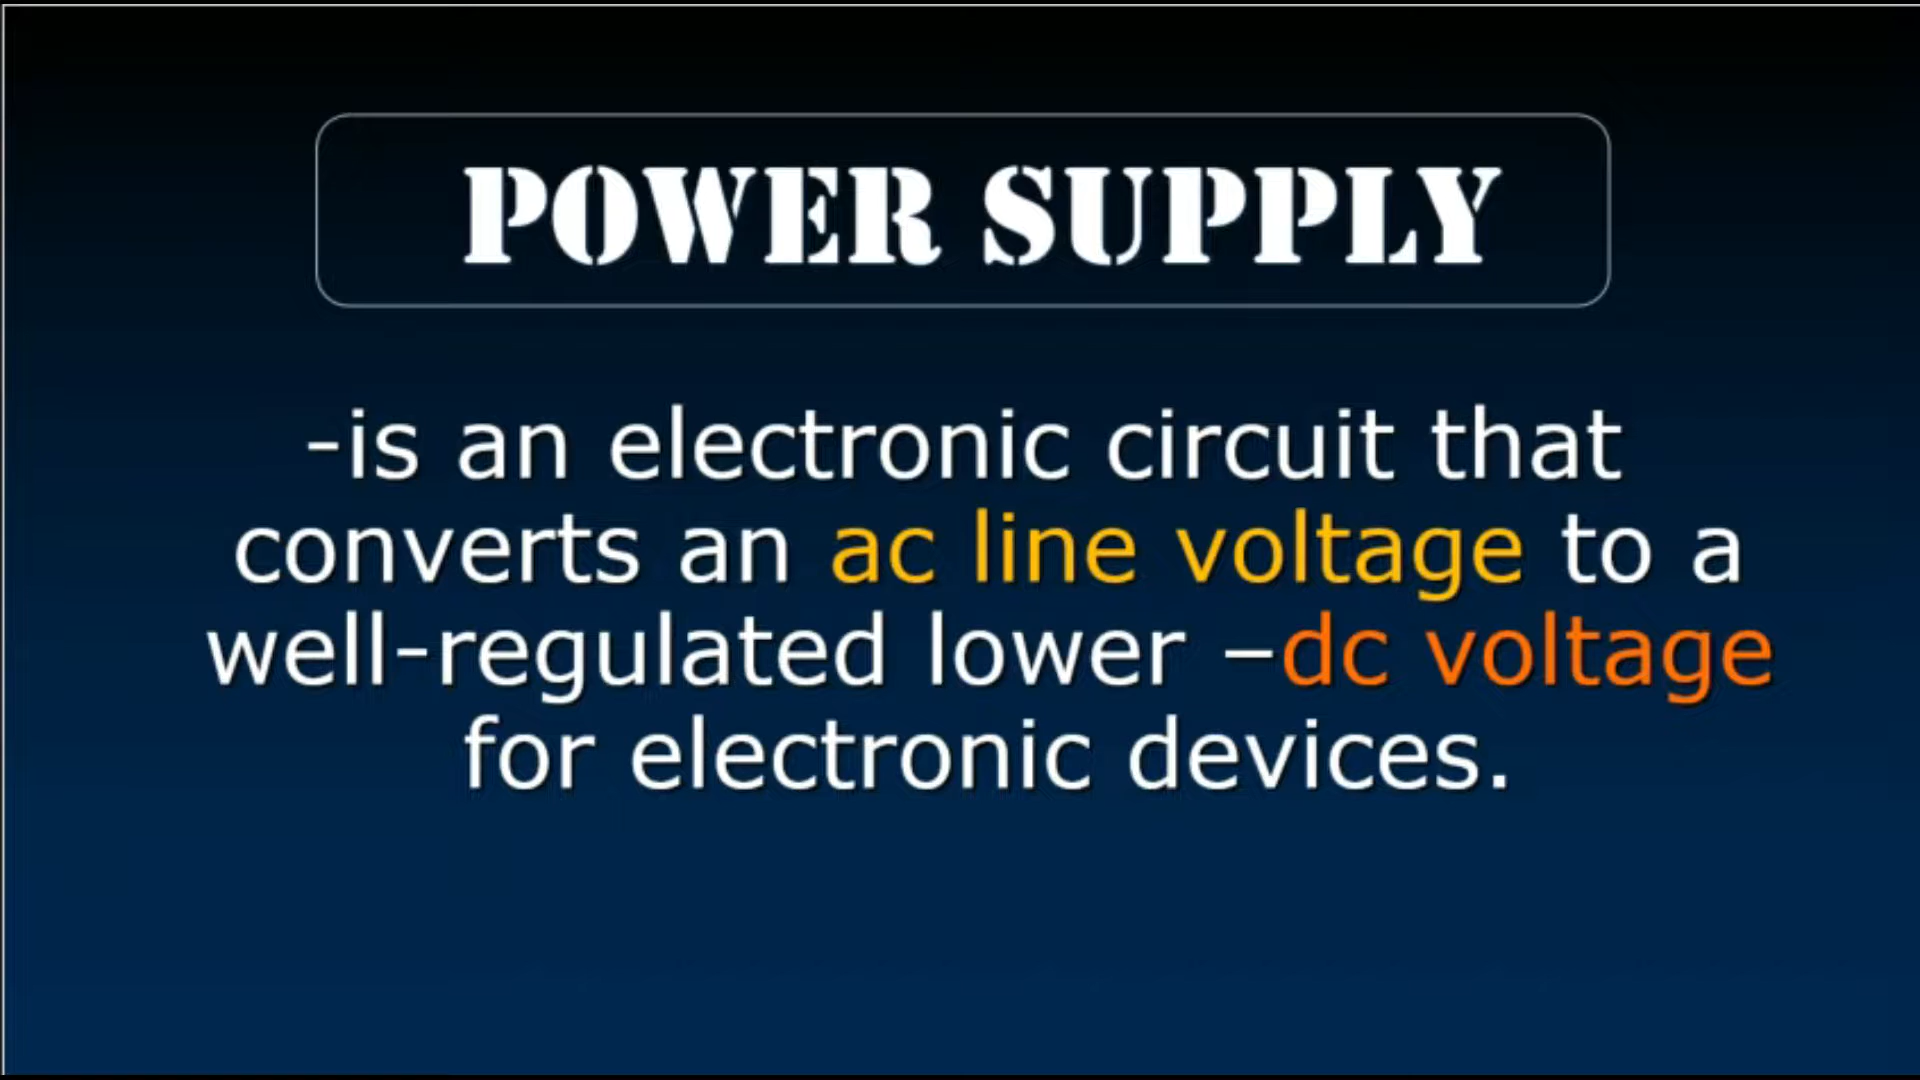 POWER SUPPLY
-is an electronic circuit that
converts an ac line voltage to a
well-regulated lower –dc voltage
for electronic devices.